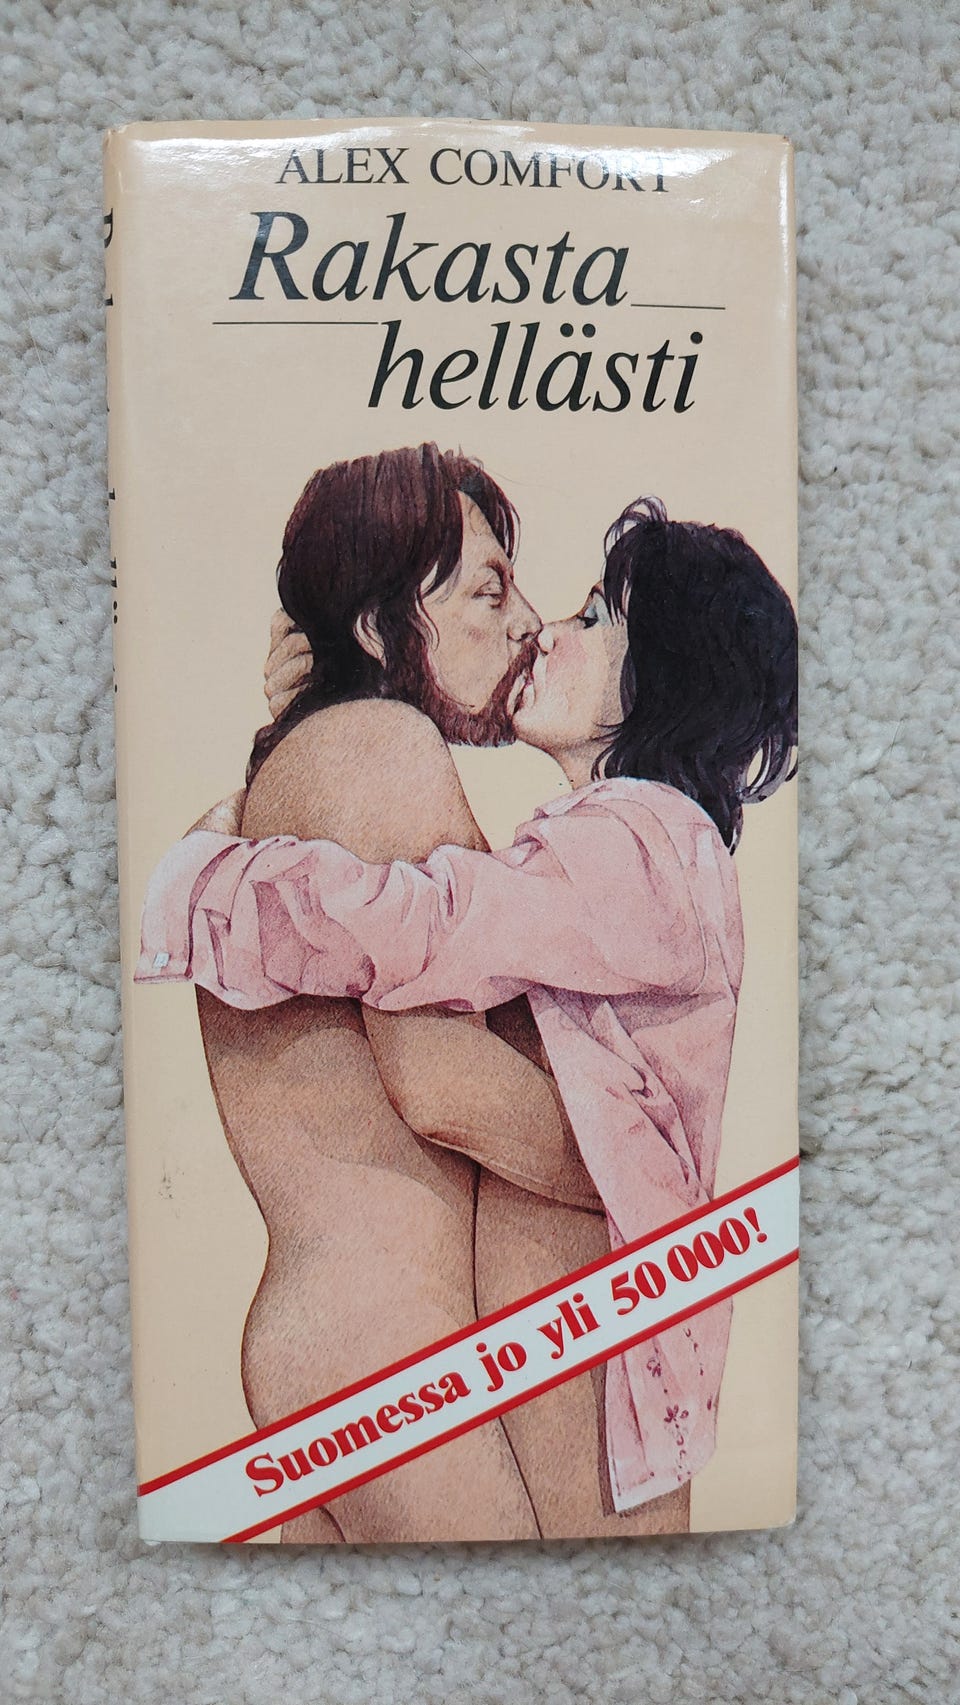 ALEX COMFORT
Rakasta
hellästi
Suomessa jo yli 50 000!